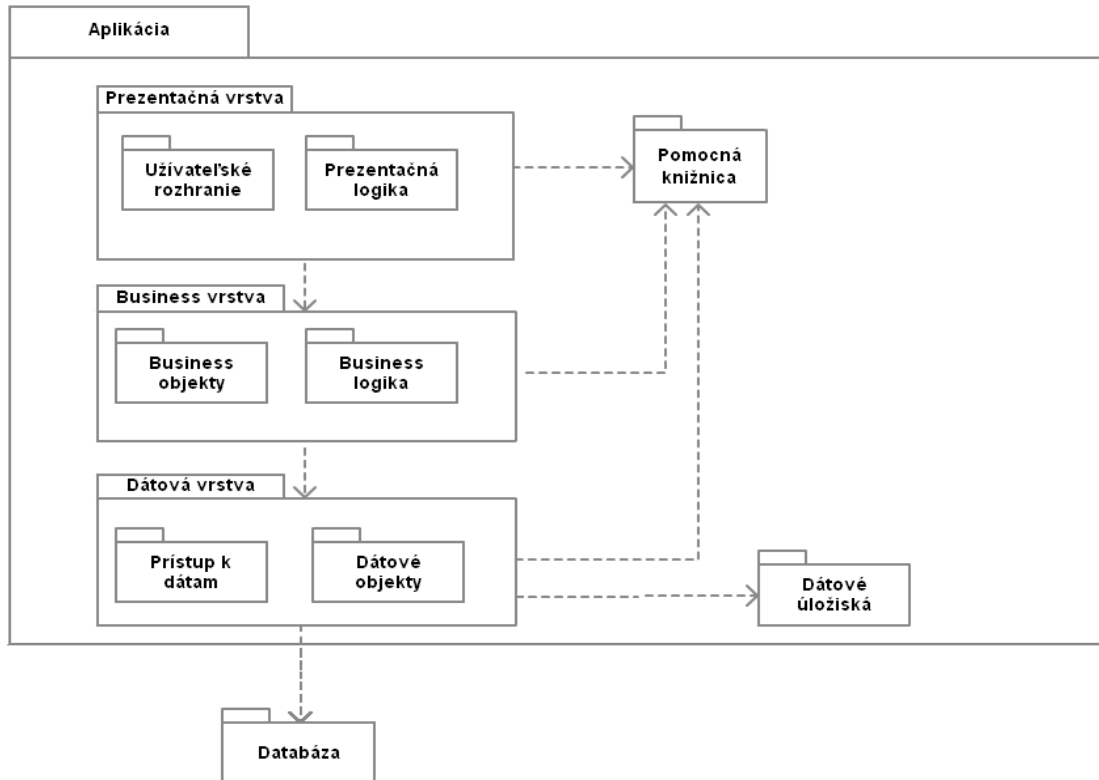 Aplikácia
Prezentačná vrstva
Užívateľské
rozhranie
Prezentačná
logika
Pomocná
knižnica
Business vrstva
Business
objekty
Business
logika
Dátová vrstva
Prístup k
dátam
Dátové
objekty
Dátové
úložiská
Databáza